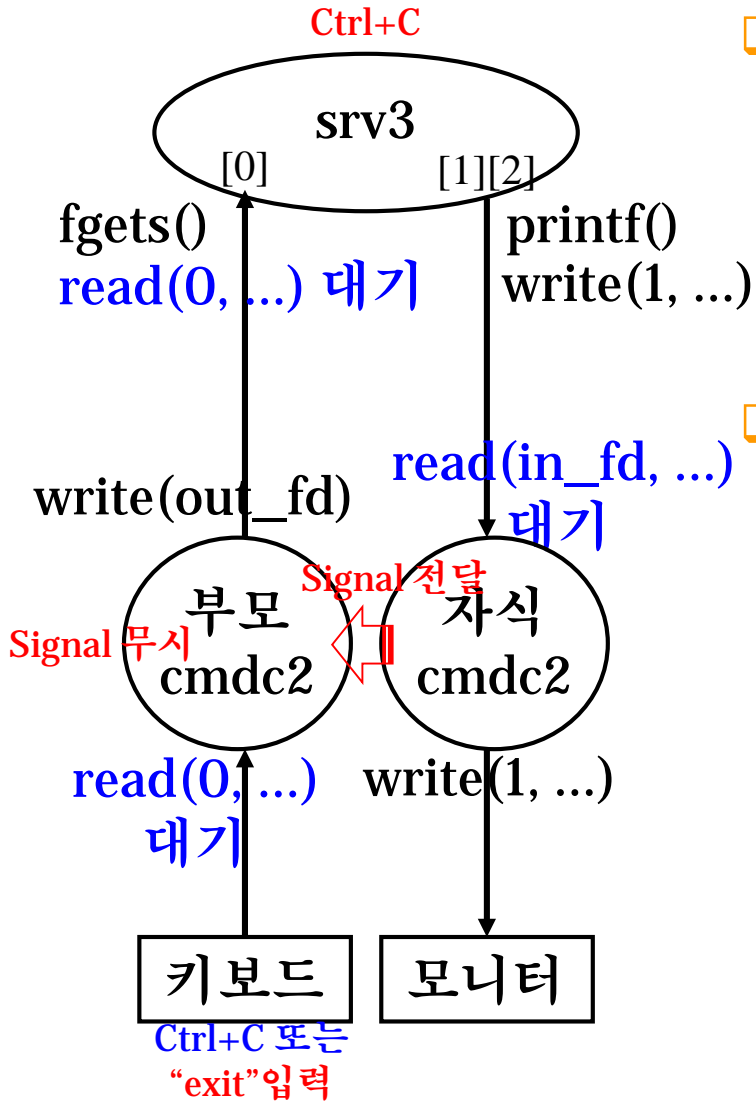 Ctrl+C
srv3
[0]
[1][2]
fgets()
read(0, ...) 대기
printf()
write(1, ...)
write(out_fd)
read(in_fd, ...)
대기
Signal 전달
Signal 무시
부모
cmdc2
자식
cmdc2
read(0, ...)
대기
write(1, ...)
키보드
모니터
Ctrl+C 또는
“exit”입력